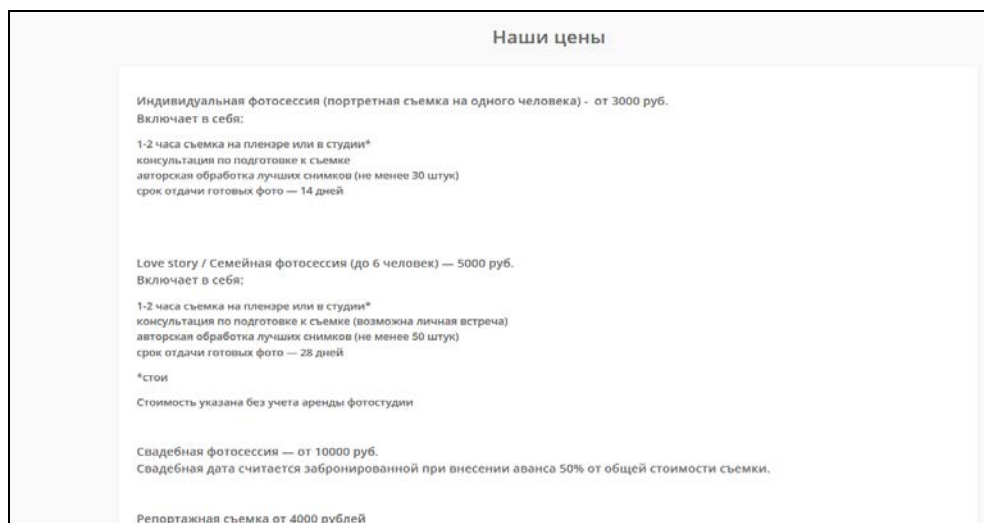 Наши цены
Индивидуальная фотосессия (портретная съемка на одного человека) - от 3000 руб.
Включает в себя:
1-2 часа съемка на пленэре или в студии*
консультация по подготовке к съемке
авторская обработка лучших снимков (не менее 30 штук)
срок отдачи готовых фото — 14 дней
Love story / Семейная фотосессия (до 6 человек) — 5000 руб.
Включает в себя:
1-2 часа съемка на пленэре или в студии*
консультация по подготовке к съемке (возможна личная встреча)
авторская обработка лучших снимков (не менее 50 штук)
срок отдачи готовых фото — 28 дней
*стои
Стоимость указана без учета аренды фотостудии
Свадебная фотосессия — от 10000 руб.
Свадебная дата считается забронированной при внесении аванса 50% от общей стоимости съемки.
Репортажная съемка от 4000 рублей